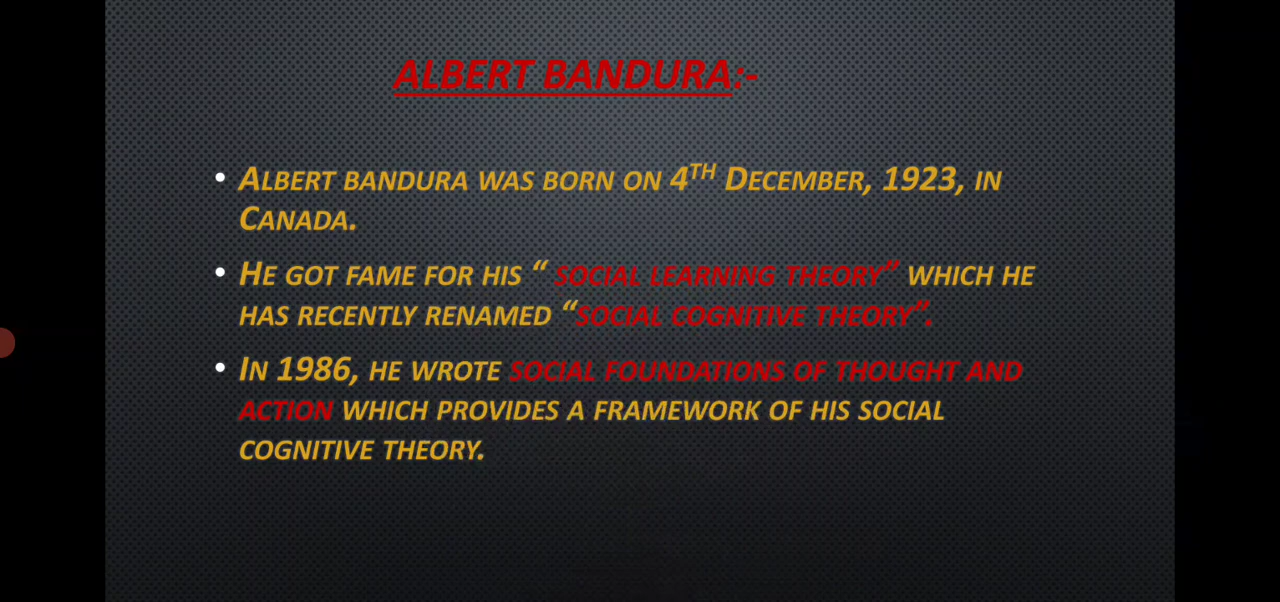 ALBERT BANDURA:-
• ALBERT BANDURA WAS BORN ON 4TH DECEMBER, 1923, IN
CANADA.
• HE GOT FAME FOR HIS “ SOCIAL LEARNING THEORY” WHICH HE
HAS RECENTLY RENAMED “SOCIAL COGNITIVE THEORY”.
• IN 1986, HE WROTE SOCIAL FOUNDATIONS OF THOUGHT AND
ACTION WHICH PROVIDES A FRAMEWORK OF HIS SOCIAL
COGNITIVE THEORY.